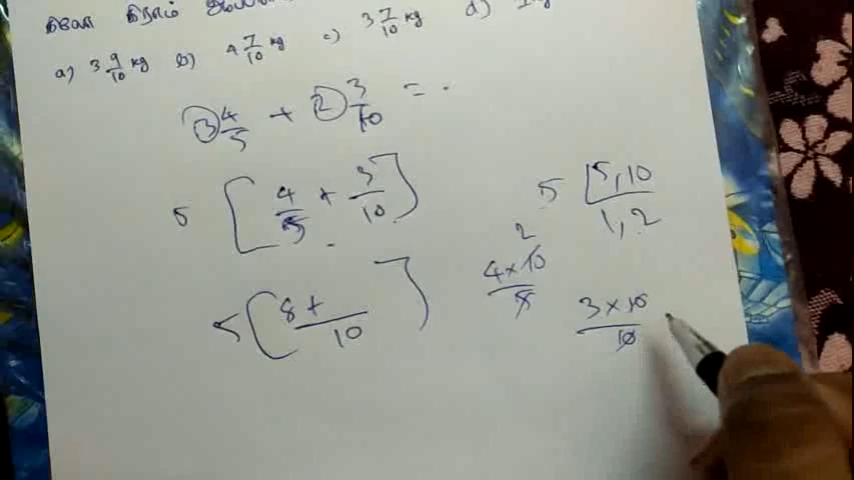 a) 3 9/10 kg b) 4 7/10 kg c) 3 7/10 kg d)
3 4/5 + 2 3/10 =
5 [ 4/5 + 3/10 ]
5 | 5, 10
1, 2
5 [ 8 + / 10 ]
4 × 10 / 5
2
3 × 10 / 10